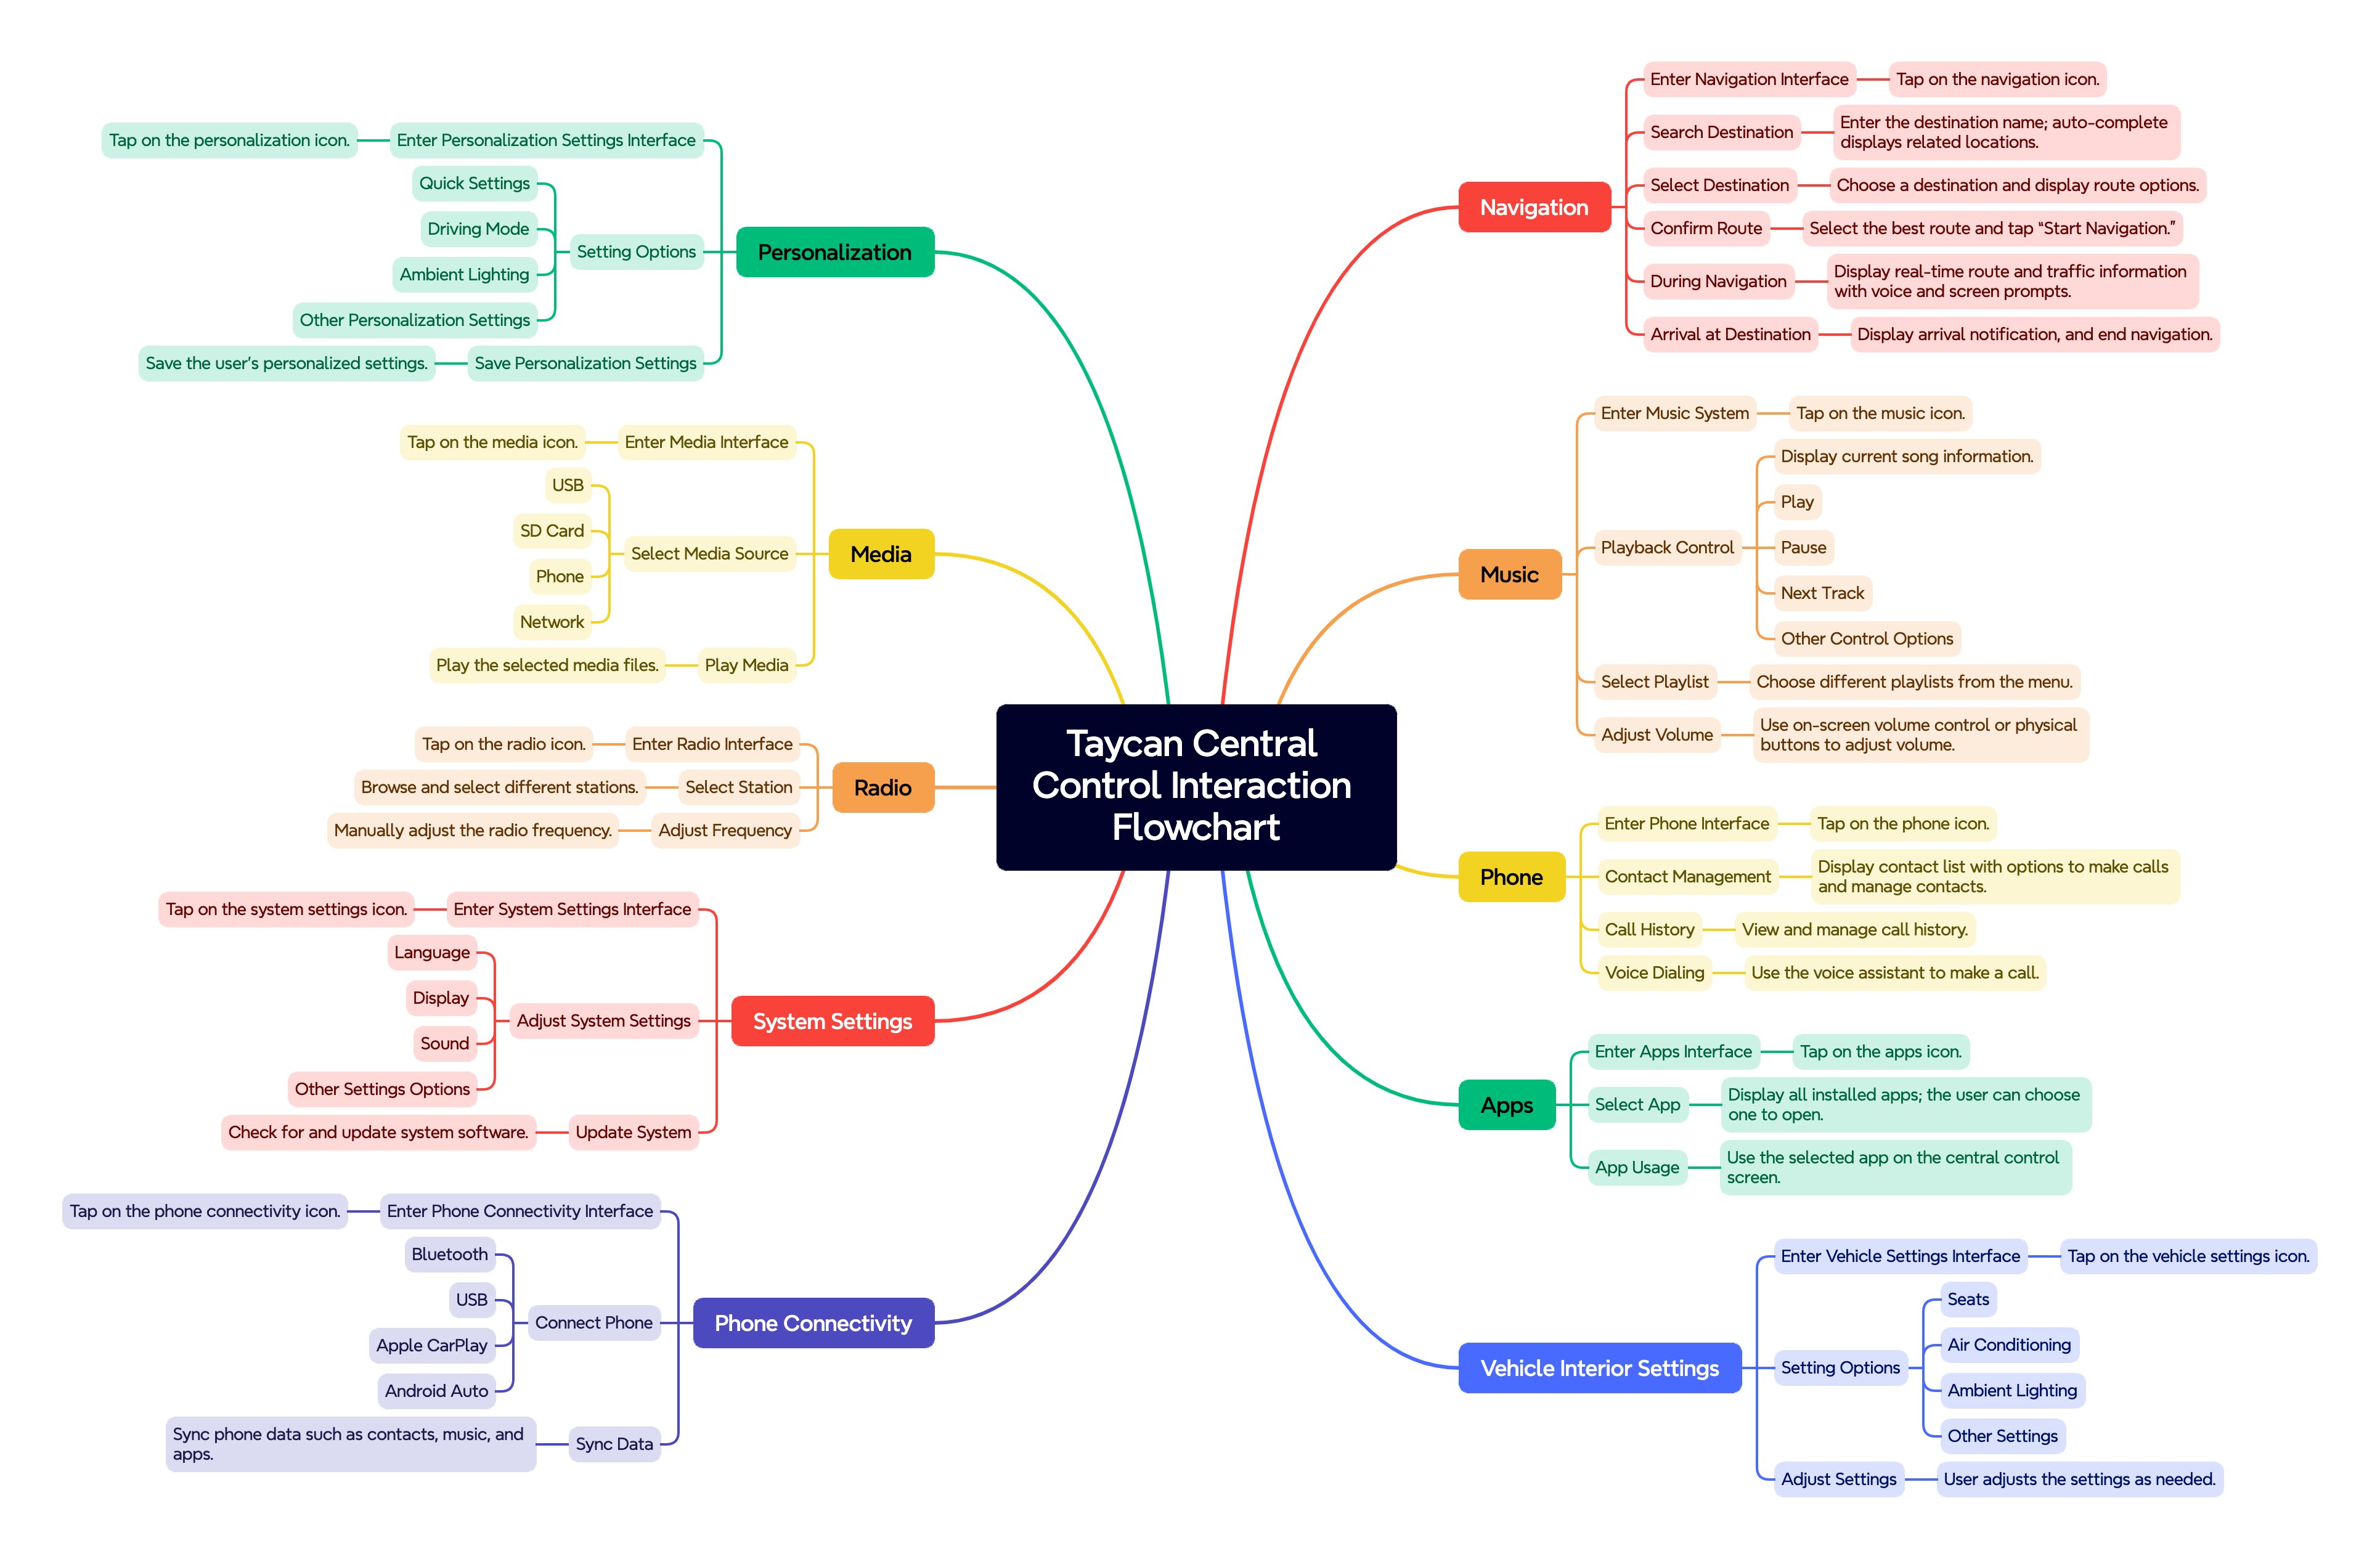 Taycan Central
Control Interaction
Flowchart
Navigation
Enter Navigation Interface
Tap on the navigation icon.
Search Destination
Enter the destination name; auto-complete
displays related locations.
Select Destination
Choose a destination and display route options.
Confirm Route
Select the best route and tap “Start Navigation.”
During Navigation
Display real-time route and traffic information
with voice and screen prompts.
Arrival at Destination
Display arrival notification, and end navigation.
Music
Enter Music System
Tap on the music icon.
Playback Control
Display current song information.
Play
Pause
Next Track
Other Control Options
Select Playlist
Choose different playlists from the menu.
Adjust Volume
Use on-screen volume control or physical
buttons to adjust volume.
Phone
Enter Phone Interface
Tap on the phone icon.
Contact Management
Display contact list with options to make calls
and manage contacts.
Call History
View and manage call history.
Voice Dialing
Use the voice assistant to make a call.
Apps
Enter Apps Interface
Tap on the apps icon.
Select App
Display all installed apps; the user can choose
one to open.
App Usage
Use the selected app on the central control
screen.
Vehicle Interior Settings
Enter Vehicle Settings Interface
Tap on the vehicle settings icon.
Setting Options
Seats
Air Conditioning
Ambient Lighting
Other Settings
Adjust Settings
User adjusts the settings as needed.
Personalization
Enter Personalization Settings Interface
Tap on the personalization icon.
Setting Options
Quick Settings
Driving Mode
Ambient Lighting
Other Personalization Settings
Save Personalization Settings
Save the user's personalized settings.
Media
Enter Media Interface
Tap on the media icon.
Select Media Source
USB
SD Card
Phone
Network
Play Media
Play the selected media files.
Radio
Enter Radio Interface
Tap on the radio icon.
Select Station
Browse and select different stations.
Adjust Frequency
Manually adjust the radio frequency.
System Settings
Enter System Settings Interface
Tap on the system settings icon.
Adjust System Settings
Language
Display
Sound
Other Settings Options
Update System
Check for and update system software.
Phone Connectivity
Enter Phone Connectivity Interface
Tap on the phone connectivity icon.
Connect Phone
Bluetooth
USB
Apple CarPlay
Android Auto
Sync Data
Sync phone data such as contacts, music, and
apps.